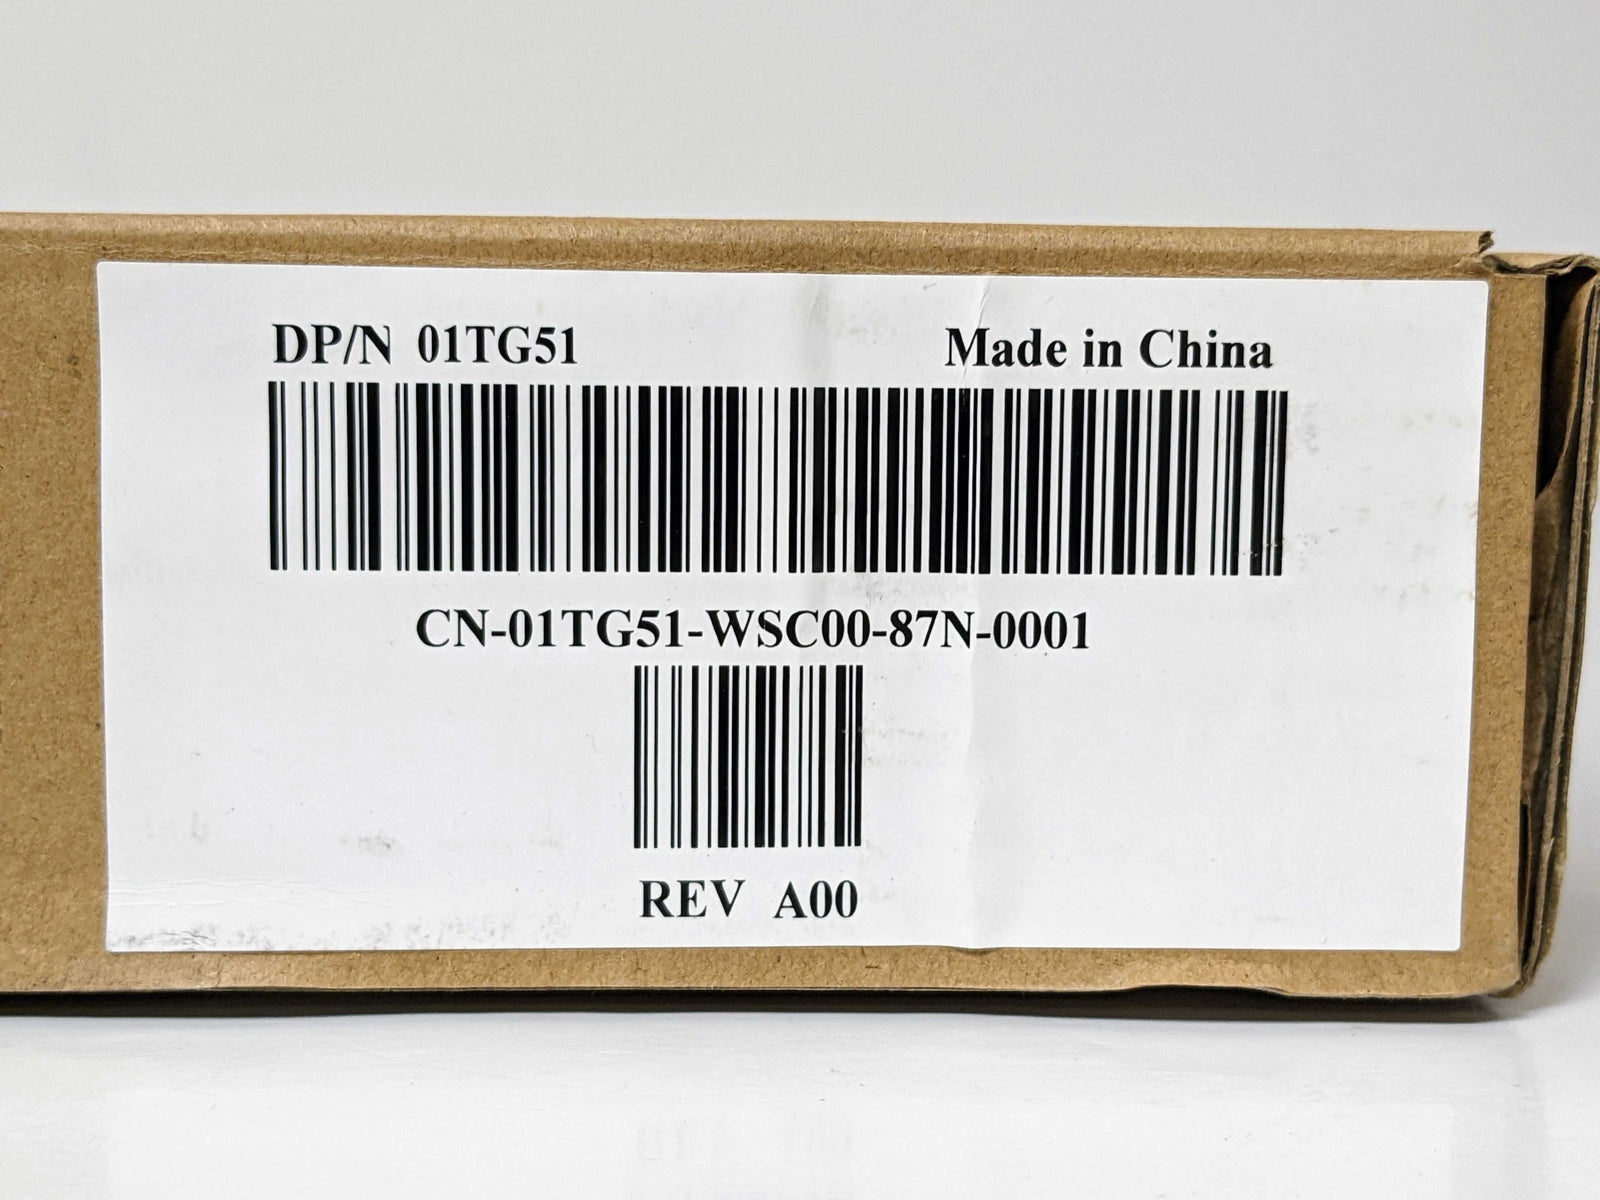 DP/N 01TG51 Made in China
CN-01TG51-WSC00-87N-0001
REV A00